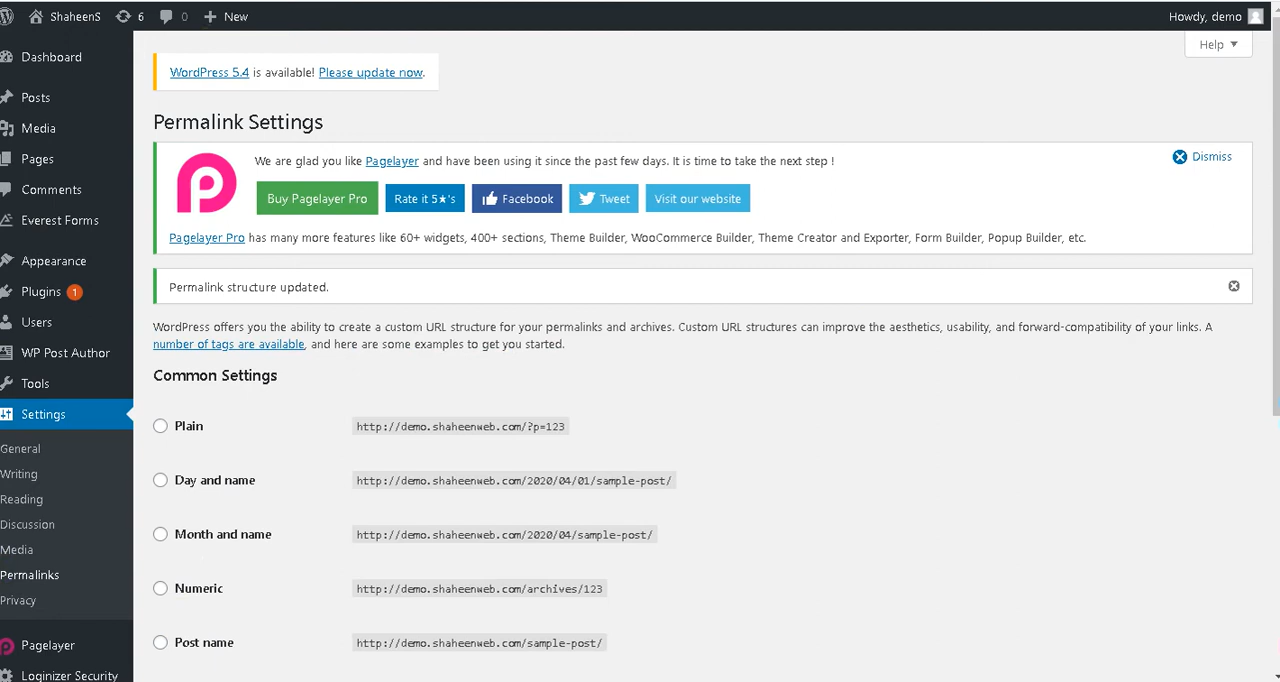 ShaheenS 6 0 New Howdy, demo
Help
Dashboard
Posts
Media
Pages
Comments
Everest Forms
Appearance
Plugins 1
Users
WP Post Author
Tools
Settings
General
Writing
Reading
Discussion
Media
Permalinks
Privacy
Pagelayer
Loginizer Security
WordPress 5.4 is available! Please update now.
Permalink Settings
We are glad you like Pagelayer and have been using it since the past few days. It is time to take the next step !
Dismiss
Buy Pagelayer Pro Rate it 5★'s Facebook Tweet Visit our website
Pagelayer Pro has many more features like 60+ widgets, 400+ sections, Theme Builder, WooCommerce Builder, Theme Creator and Exporter, Form Builder, Popup Builder, etc.
Permalink structure updated.
WordPress offers you the ability to create a custom URL structure for your permalinks and archives. Custom URL structures can improve the aesthetics, usability, and forward-compatibility of your links. A
number of tags are available, and here are some examples to get you started.
Common Settings
Plain http://demo.shaheenweb.com/?p=123
Day and name http://demo.shaheenweb.com/2020/04/01/sample-post/
Month and name http://demo.shaheenweb.com/2020/04/sample-post/
Numeric http://demo.shaheenweb.com/archives/123
Post name http://demo.shaheenweb.com/sample-post/